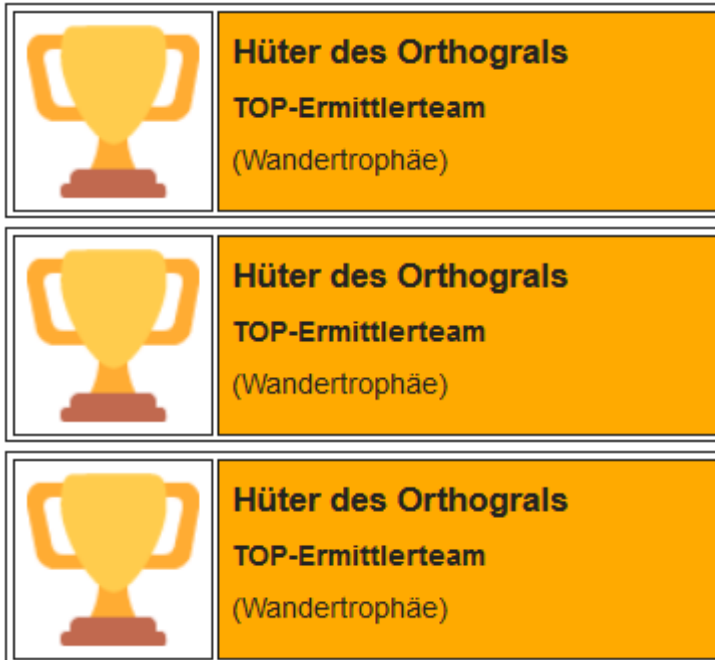 Hüter des Orthograls
TOP-Ermittlerteam
(Wandertrophäe)
Hüter des Orthograls
TOP-Ermittlerteam
(Wandertrophäe)
Hüter des Orthograls
TOP-Ermittlerteam
(Wandertrophäe)